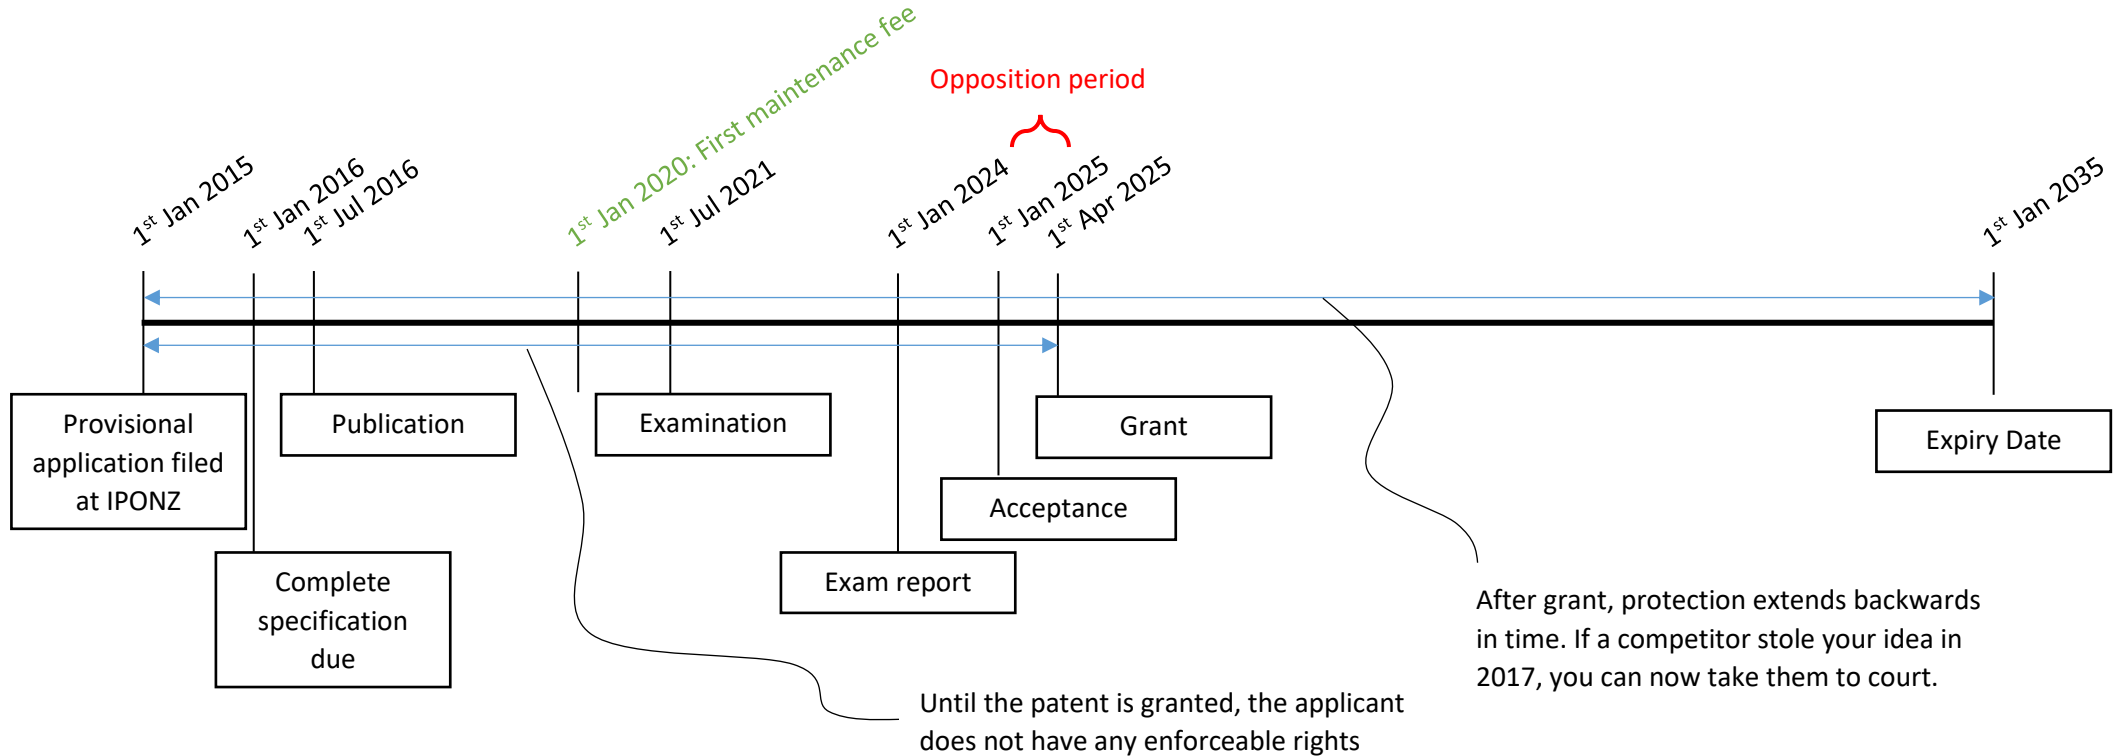 1st Jan 2020: First maintenance fee
Opposition period
1st Jan 2015
1st Jan 2016
1st Jul 2016
1st Jul 2021
1st Jan 2024
1st Jan 2025
1st Apr 2025
1st Jan 2035
Provisional
application filed
at IPONZ
Publication
Examination
Grant
Expiry Date
Acceptance
Complete
specification
due
Exam report
After grant, protection extends backwards
in time. If a competitor stole your idea in
2017, you can now take them to court.
Until the patent is granted, the applicant
does not have any enforceable rights